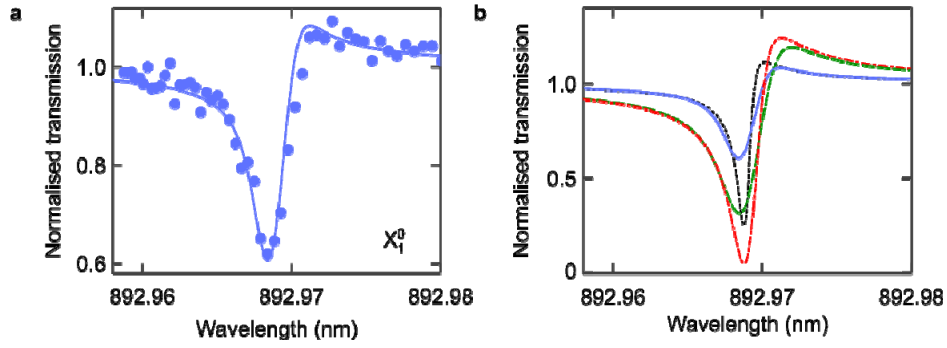 a
Normalised transmission
1.0
0.8
0.6
X₁⁰
892.96
892.97
892.98
Wavelength (nm)
b
Normalised transmission
1.0
0.5
0
892.96
892.97
892.98
Wavelength (nm)